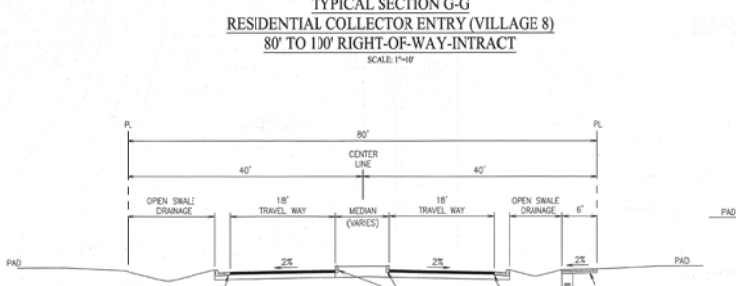 TYPICAL SECTION G-G
RESIDENTIAL COLLECTOR ENTRY (VILLAGE 8)
80' TO 100' RIGHT-OF-WAY-INTRACT
SCALE: 1"=10'
PL PL
80'
40' CENTER LINE 40'
OPEN SWALE DRAINAGE 18' TRAVEL WAY MEDIAN (VARIES) 18' TRAVEL WAY OPEN SWALE DRAINAGE 6'
PAD
PAD 2% 2% 2% PAD